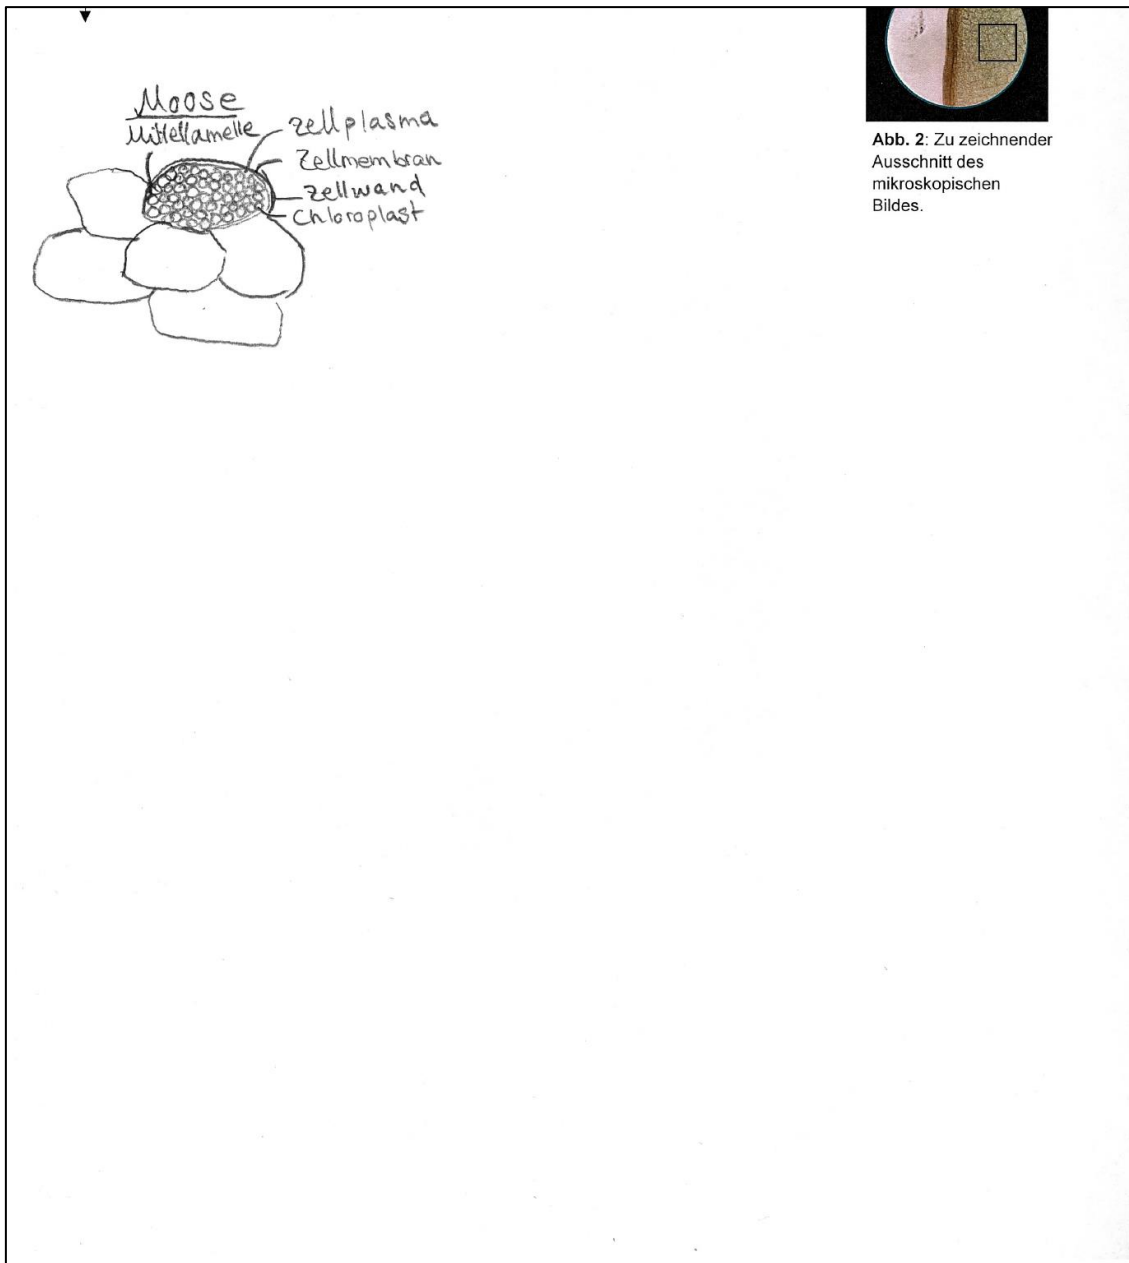 Moose
Mittellamelle
zellplasma
Zellmembran
zellwand
Chloroplast
Abb. 2: Zu zeichnender
Ausschnitt des
mikroskopischen
Bildes.